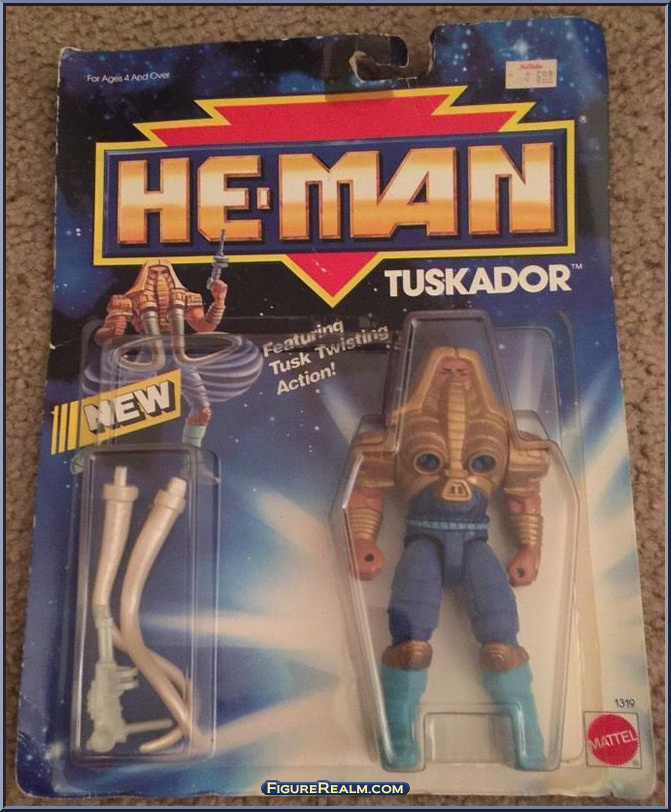 For Ages 4 And Over
HE-MAN
TUSKADOR™
Featuring
Tusk Twisting
Action!
NEW
1319
MATTEL
®
FIGUREREALM.COM